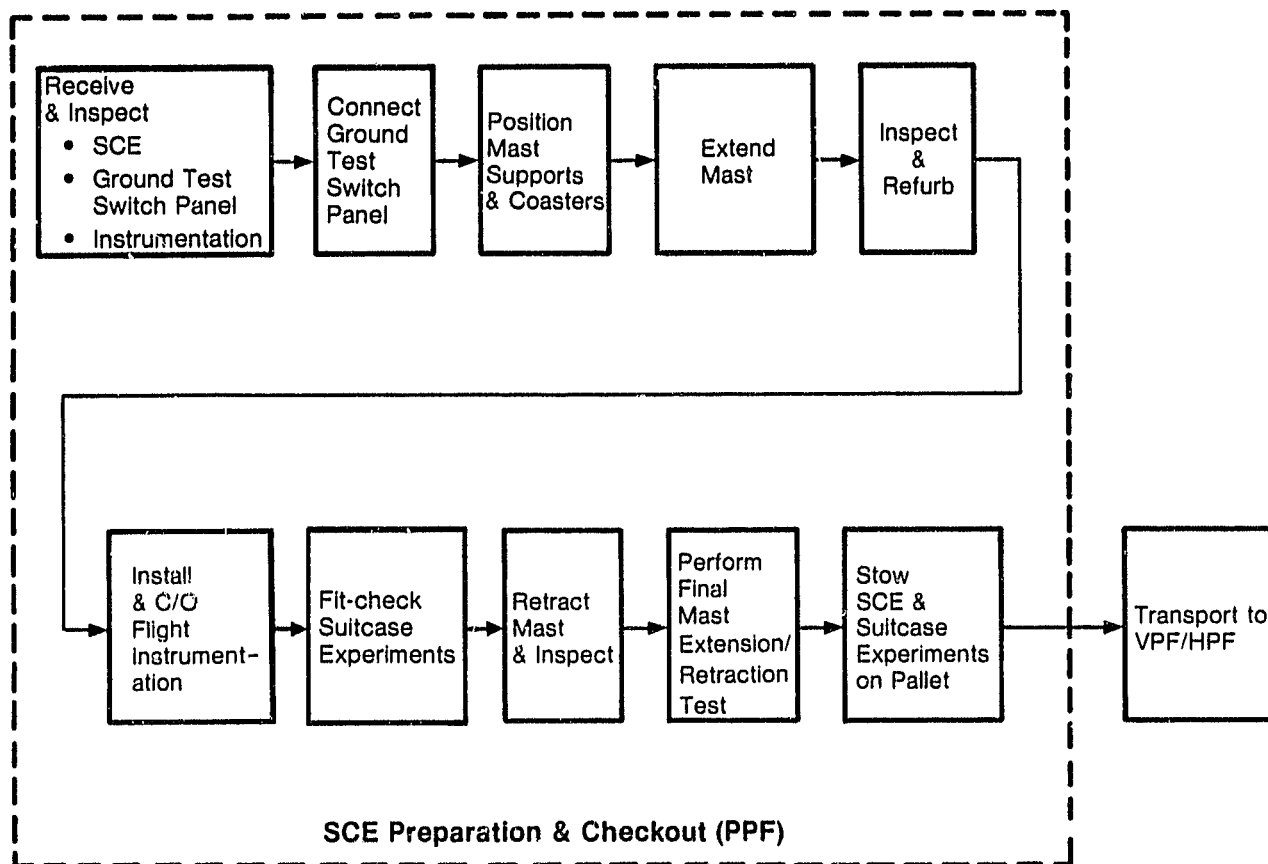 Receive
& Inspect
• SCE
• Ground Test
Switch Panel
• Instrumentation
Connect
Ground
Test
Switch
Panel
Position
Mast
Supports
& Coasters
Extend
Mast
Inspect
&
Refurb
Install
& C/O
Flight
Instrument-
ation
Fit-check
Suitcase
Experiments
Retract
Mast
& Inspect
Perform
Final
Mast
Extension/
Retraction
Test
Stow
SCE &
Suitcase
Experiments
on Pallet
Transport to
VPF/HPF
SCE Preparation & Checkout (PPF)